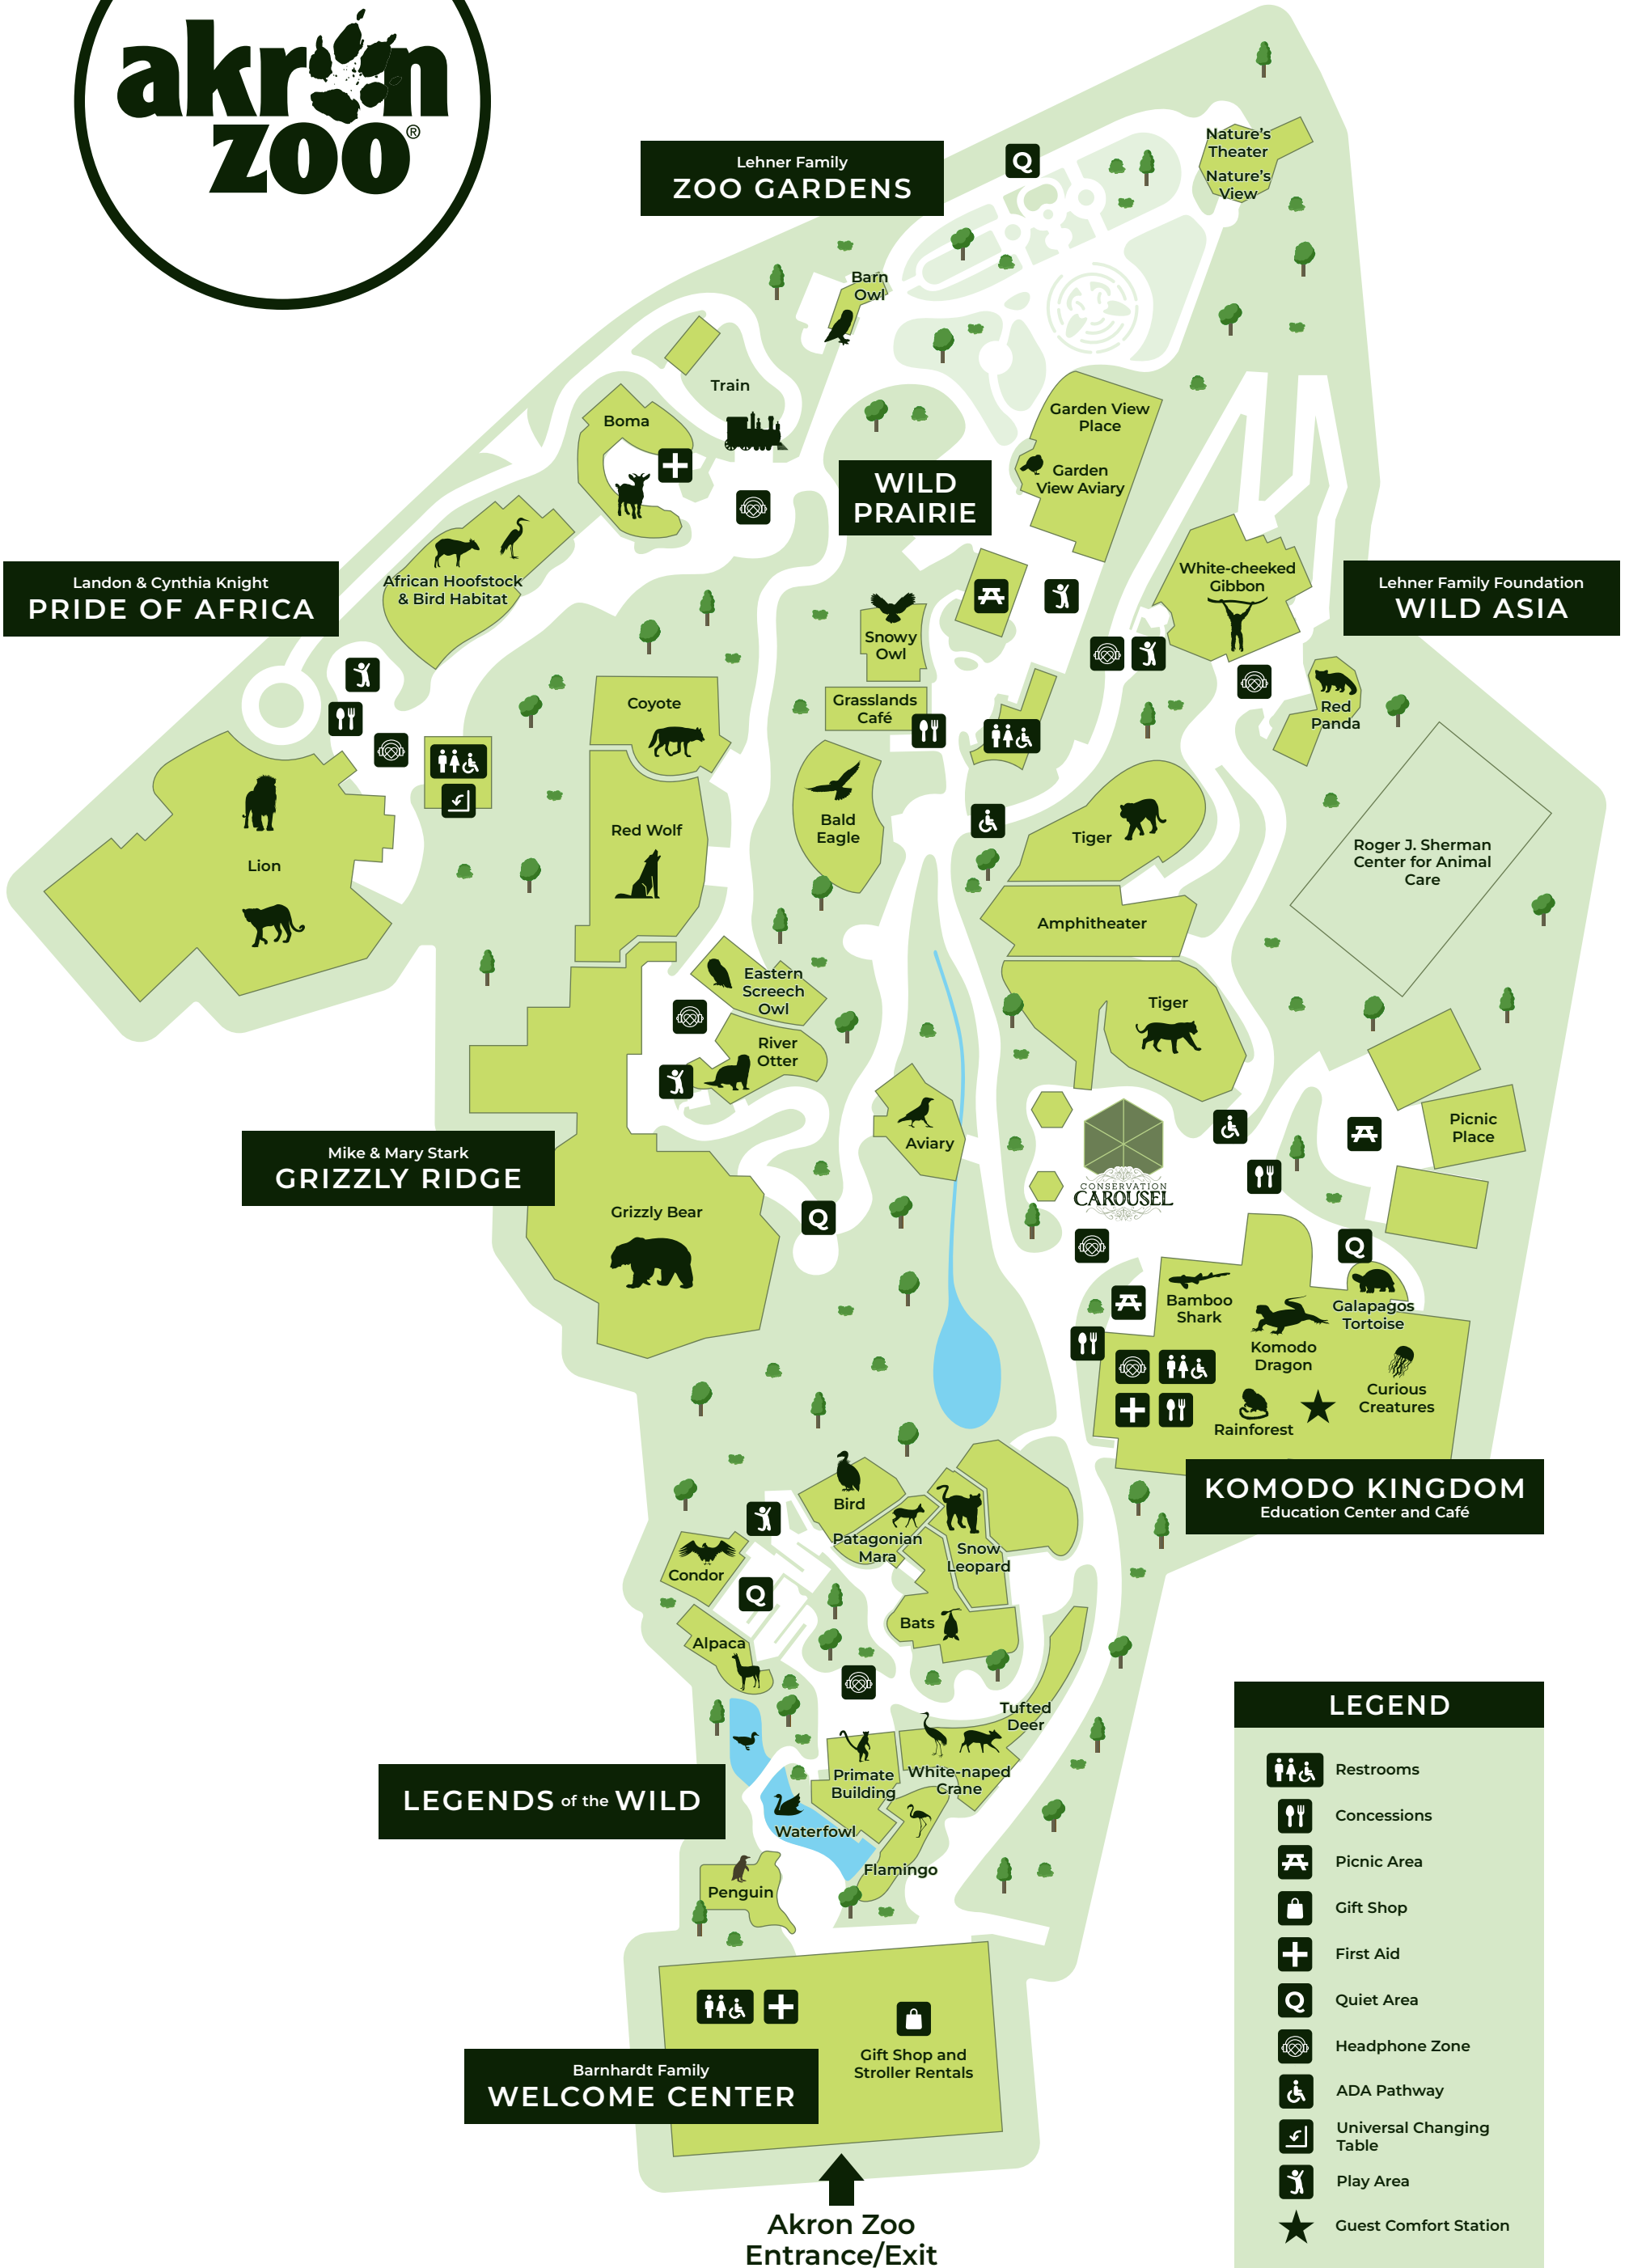 akron
zoo®
Lehner Family
ZOO GARDENS
Q
Nature's
Theater
Nature's
View
Barn
Owl
Train
Boma
Garden View
Place
Garden
View Aviary
WILD
PRAIRIE
Landon & Cynthia Knight
PRIDE OF AFRICA
African Hoofstock
& Bird Habitat
White-cheeked
Gibbon
Lehner Family Foundation
WILD ASIA
Snowy
Owl
Grasslands
Café
Coyote
Red
Panda
Lion
Red Wolf
Bald
Eagle
Tiger
Roger J. Sherman
Center for Animal
Care
Amphitheater
Eastern
Screech
Owl
Tiger
River
Otter
Aviary
Picnic
Place
Mike & Mary Stark
GRIZZLY RIDGE
CONSERVATION
CAROUSEL
Grizzly Bear
Q
Q
Bamboo
Shark
Galapagos
Tortoise
Komodo
Dragon
Curious
Creatures
Rainforest
KOMODO KINGDOM
Education Center and Café
Bird
Patagonian
Mara
Snow
Leopard
Condor
Q
Bats
Alpaca
Tufted
Deer
Primate
Building
White-naped
Crane
LEGENDS of the WILD
Waterfowl
Flamingo
Penguin
Barnhardt Family
WELCOME CENTER
Gift Shop and
Stroller Rentals
Akron Zoo
Entrance/Exit
LEGEND
Restrooms
Concessions
Picnic Area
Gift Shop
First Aid
Q Quiet Area
Headphone Zone
ADA Pathway
Universal Changing
Table
Play Area
Guest Comfort Station